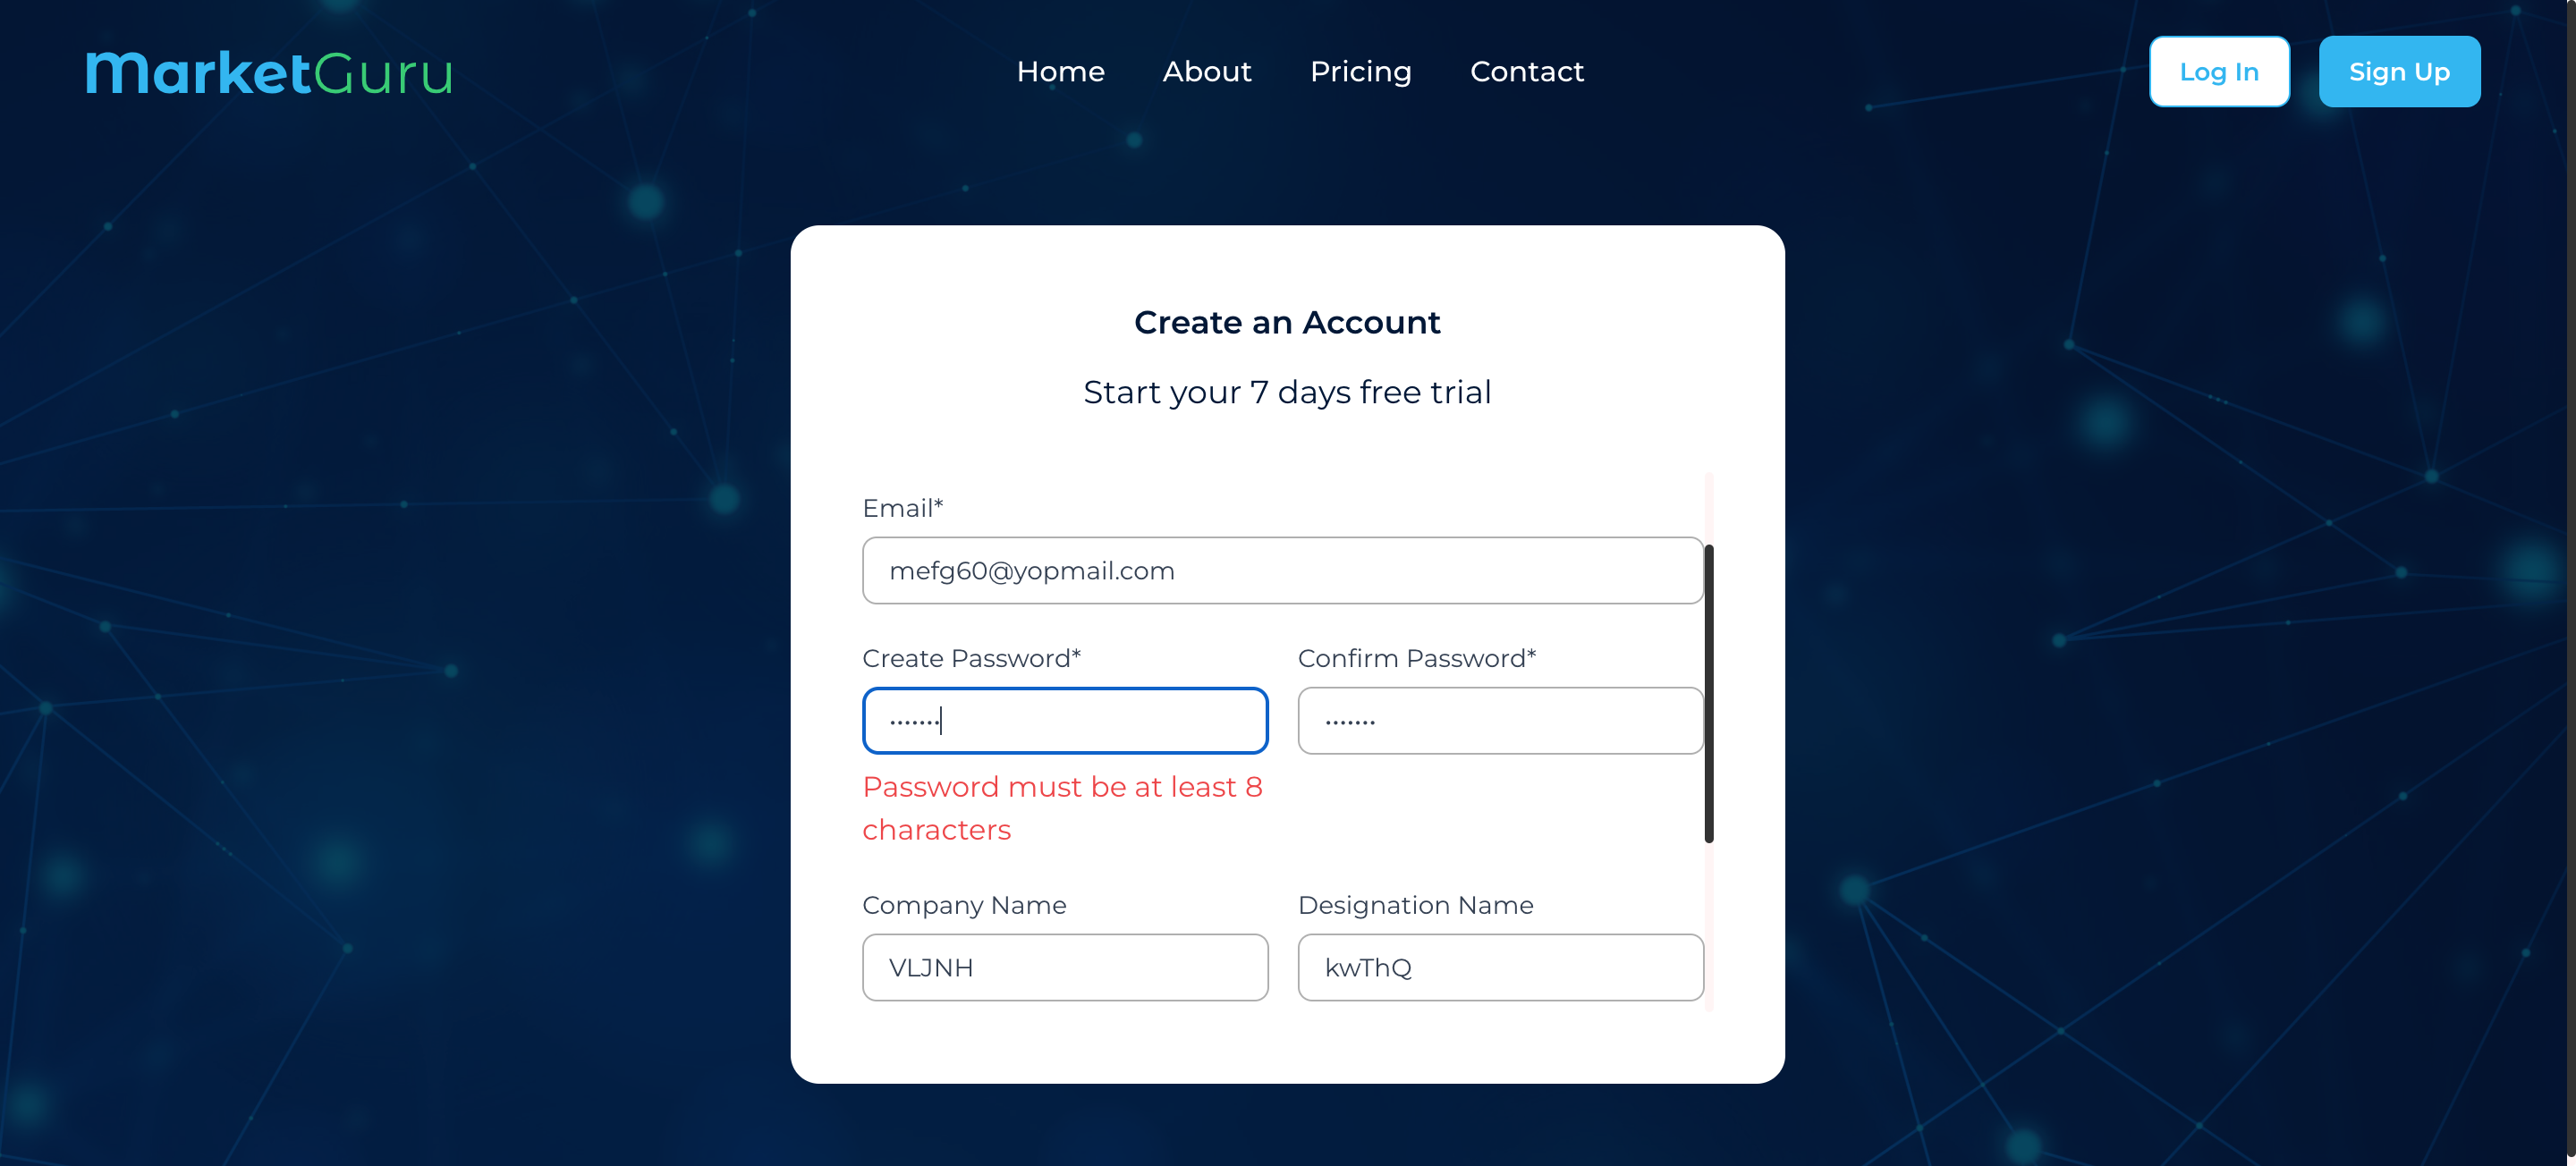 marketGuru
Home About Pricing Contact
Log In Sign Up
Create an Account
Start your 7 days free trial
Email*
mefg60@yopmail.com
Create Password* Confirm Password*
······· ·······
Password must be at least 8
characters
Company Name Designation Name
VLJNH kwThQ